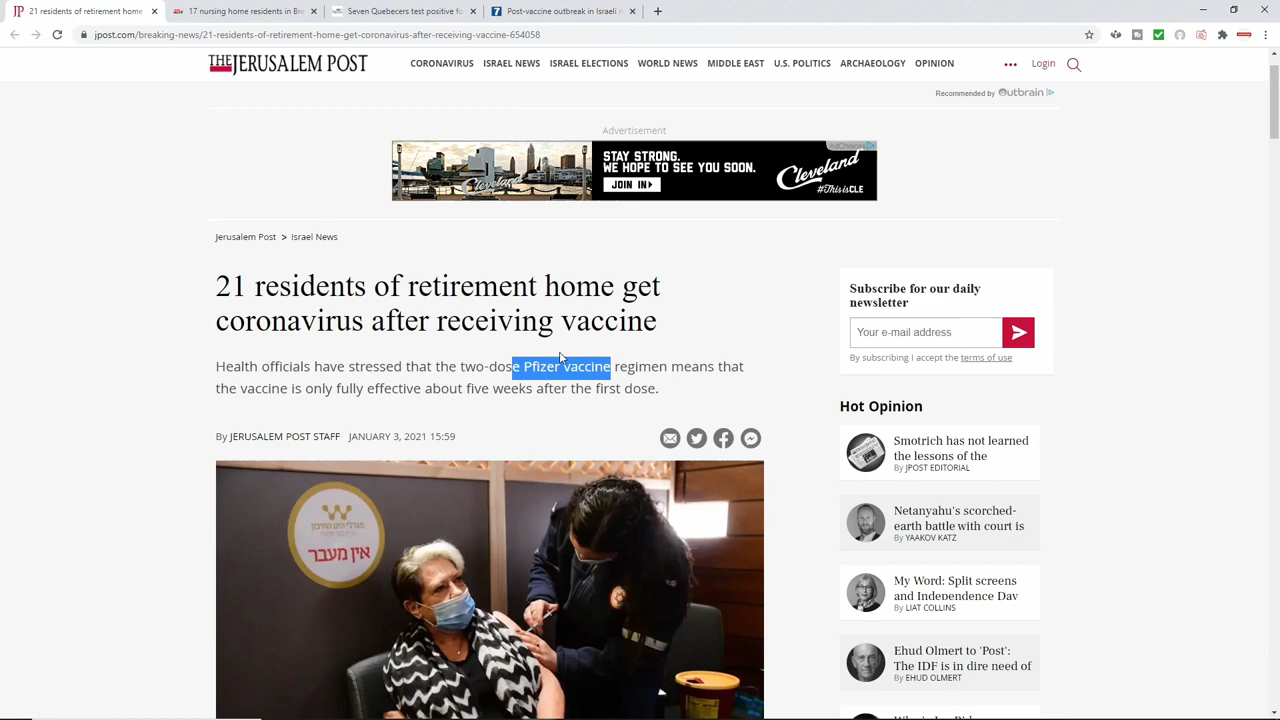 21 residents of retirement home
17 nursing home residents in Bre
Seven Quebecers test positive fo
Post-vaccine outbreak in Israeli n
jpost.com/breaking-news/21-residents-of-retirement-home-get-coronavirus-after-receiving-vaccine-654058
THE JERUSALEM POST
CORONAVIRUS ISRAEL NEWS ISRAEL ELECTIONS WORLD NEWS MIDDLE EAST U.S. POLITICS ARCHAEOLOGY OPINION ... Login
Recommended by Outbrain
Advertisement
AdChoices
STAY STRONG.
WE HOPE TO SEE YOU SOON.
JOIN IN
Cleveland
Cleveland
#ThisisCLE
Jerusalem Post > Israel News
21 residents of retirement home get
coronavirus after receiving vaccine
Health officials have stressed that the two-dose Pfizer vaccine regimen means that
the vaccine is only fully effective about five weeks after the first dose.
By JERUSALEM POST STAFF JANUARY 3, 2021 15:59
אין מעבר
Subscribe for our daily
newsletter
Your e-mail address
By subscribing I accept the terms of use
Hot Opinion
Smotrich has not learned
the lessons of the
By JPOST EDITORIAL
Netanyahu's scorched-
earth battle with court is
By YAAKOV KATZ
My Word: Split screens
and Independence Day
By LIAT COLLINS
Ehud Olmert to 'Post':
The IDF is in dire need of
By EHUD OLMERT